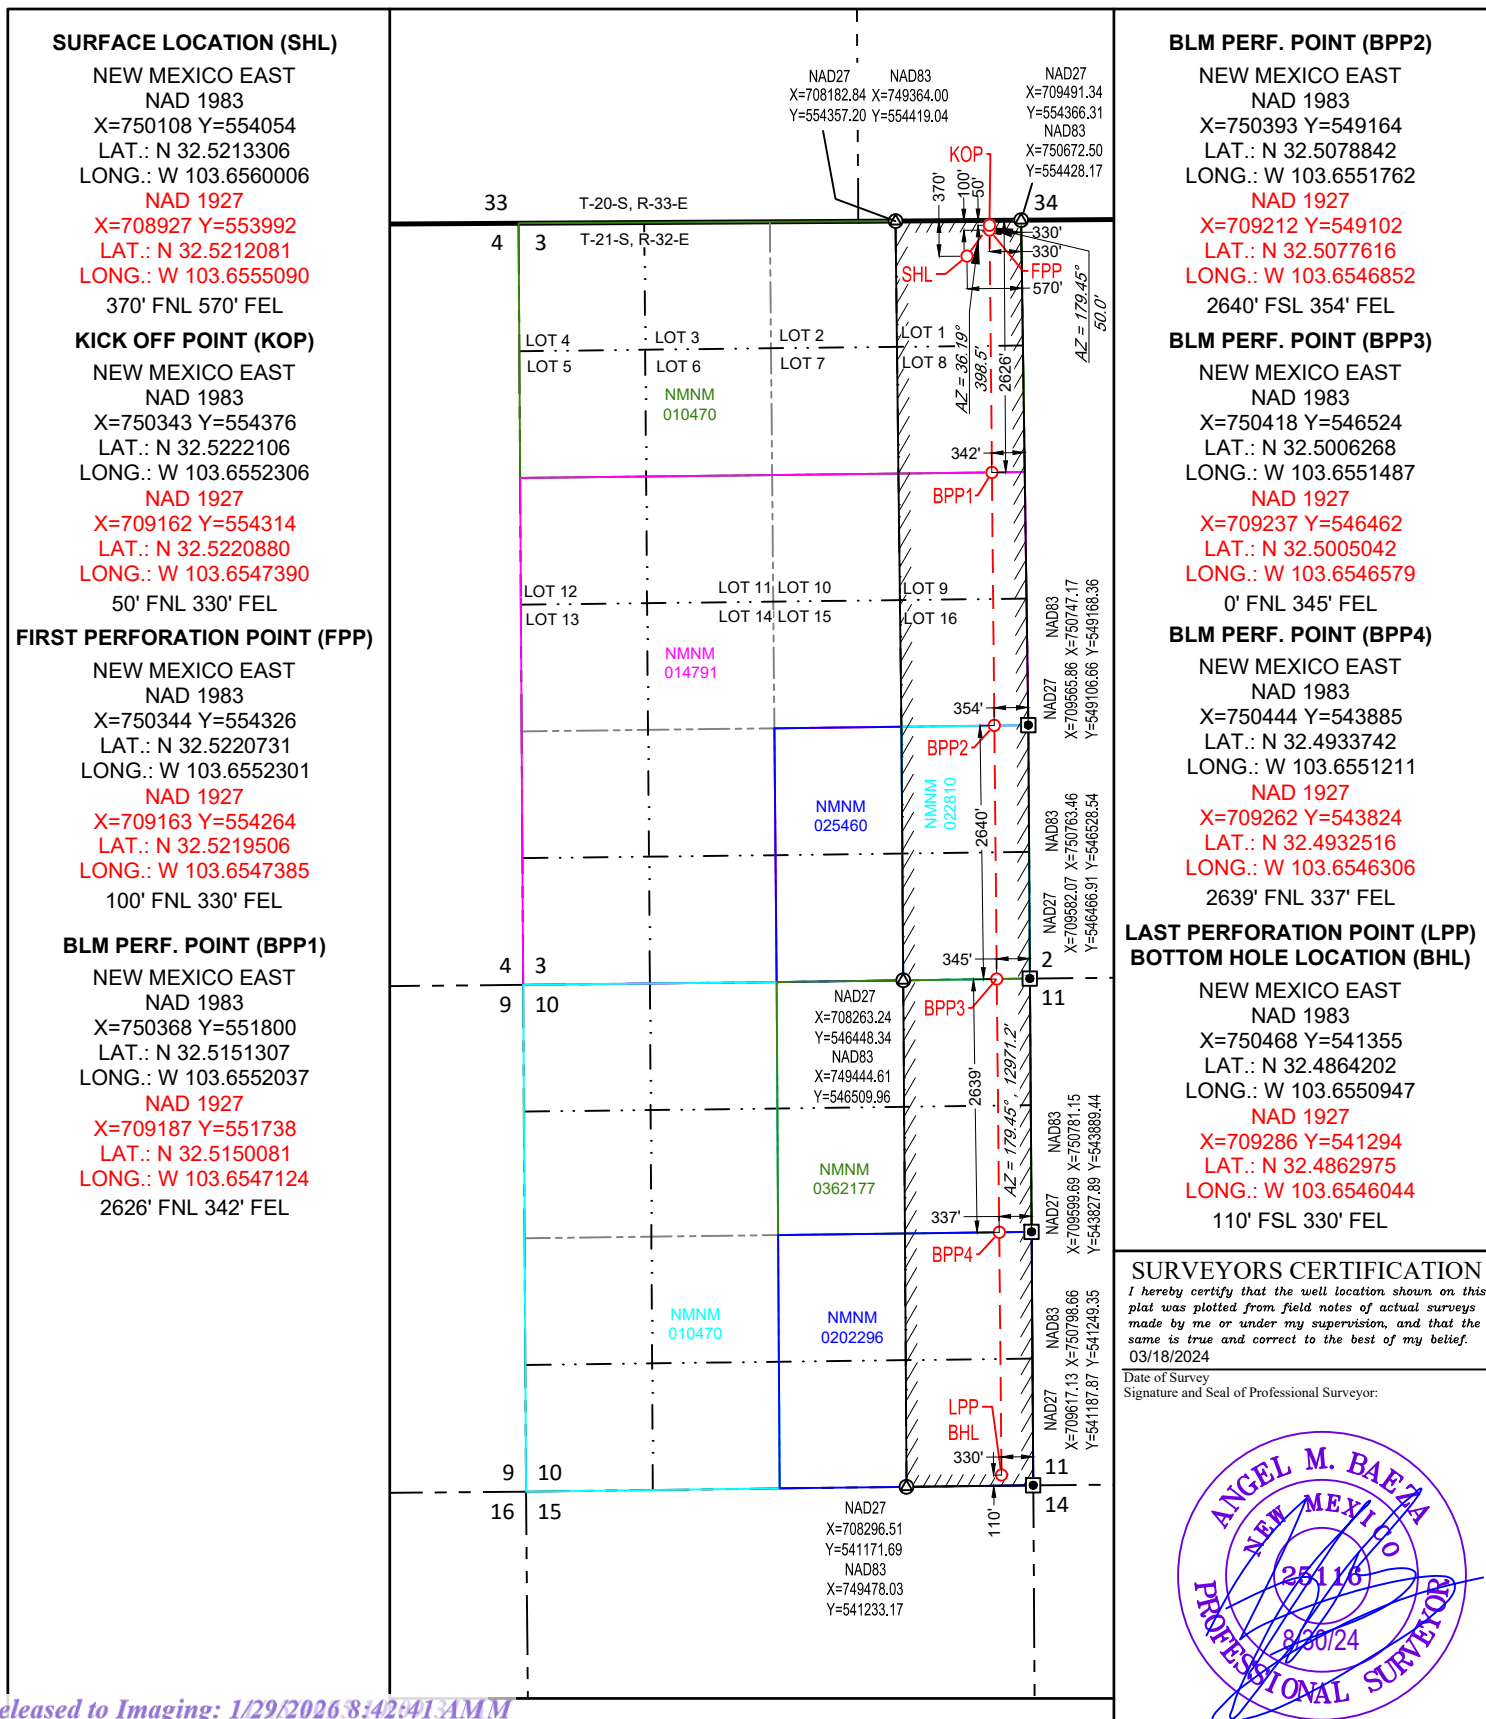 SURFACE LOCATION (SHL)
NEW MEXICO EAST
NAD 1983
X=750108 Y=554054
LAT.: N 32.5213306
LONG.: W 103.6560006
NAD 1927
X=708927 Y=553992
LAT.: N 32.5212081
LONG.: W 103.6555090
370' FNL 570' FEL
KICK OFF POINT (KOP)
NEW MEXICO EAST
NAD 1983
X=750343 Y=554376
LAT.: N 32.5222106
LONG.: W 103.6552306
NAD 1927
X=709162 Y=554314
LAT.: N 32.5220880
LONG.: W 103.6547390
50' FNL 330' FEL
FIRST PERFORATION POINT (FPP)
NEW MEXICO EAST
NAD 1983
X=750344 Y=554326
LAT.: N 32.5220731
LONG.: W 103.6552301
NAD 1927
X=709163 Y=554264
LAT.: N 32.5219506
LONG.: W 103.6547385
100' FNL 330' FEL
BLM PERF. POINT (BPP1)
NEW MEXICO EAST
NAD 1983
X=750368 Y=551800
LAT.: N 32.5151307
LONG.: W 103.6552037
NAD 1927
X=709187 Y=551738
LAT.: N 32.5150081
LONG.: W 103.6547124
2626' FNL 342' FEL
NAD27
X=708182.84
Y=554357.20
NAD83
X=749364.00
Y=554419.04
NAD27
X=709491.34
Y=554366.31
NAD83
X=750672.50
Y=554428.17
KOP
370'
100'
50'
33
T-20-S, R-33-E
34
4
3
T-21-S, R-32-E
330'
330'
SHL
FPP
570'
AZ = 179.45°
50.0'
AZ = 36.19°
398.5'
2626'
LOT 4
LOT 3
LOT 2
LOT 1
LOT 5
LOT 6
LOT 7
LOT 8
NMNM
010470
342'
BPP1
LOT 12
LOT 11
LOT 10
LOT 9
LOT 13
LOT 14
LOT 15
LOT 16
NMNM
014791
NAD27
X=709565.86
Y=549106.66
NAD83
X=750747.17
Y=549168.36
354'
BPP2
NMNM
025460
NMNM
022810
2640'
NAD27
X=709582.07
Y=546466.91
NAD83
X=750763.46
Y=546528.54
345'
4
3
2
9
10
11
BPP3
NAD27
X=708263.24
Y=546448.34
NAD83
X=749444.61
Y=546509.96
2639'
AZ = 179.45°, 12971.2'
NMNM
0362177
NAD27
X=709599.69
Y=543827.89
NAD83
X=750781.15
Y=543889.44
337'
BPP4
NMNM
010470
NMNM
0202296
NAD27
X=709617.13
Y=541187.87
NAD83
X=750798.66
Y=541249.35
LPP
BHL
330'
9
10
11
16
15
14
110'
NAD27
X=708296.51
Y=541171.69
NAD83
X=749478.03
Y=541233.17
BLM PERF. POINT (BPP2)
NEW MEXICO EAST
NAD 1983
X=750393 Y=549164
LAT.: N 32.5078842
LONG.: W 103.6551762
NAD 1927
X=709212 Y=549102
LAT.: N 32.5077616
LONG.: W 103.6546852
2640' FSL 354' FEL
BLM PERF. POINT (BPP3)
NEW MEXICO EAST
NAD 1983
X=750418 Y=546524
LAT.: N 32.5006268
LONG.: W 103.6551487
NAD 1927
X=709237 Y=546462
LAT.: N 32.5005042
LONG.: W 103.6546579
0' FNL 345' FEL
BLM PERF. POINT (BPP4)
NEW MEXICO EAST
NAD 1983
X=750444 Y=543885
LAT.: N 32.4933742
LONG.: W 103.6551211
NAD 1927
X=709262 Y=543824
LAT.: N 32.4932516
LONG.: W 103.6546306
2639' FNL 337' FEL
LAST PERFORATION POINT (LPP)
BOTTOM HOLE LOCATION (BHL)
NEW MEXICO EAST
NAD 1983
X=750468 Y=541355
LAT.: N 32.4864202
LONG.: W 103.6550947
NAD 1927
X=709286 Y=541294
LAT.: N 32.4862975
LONG.: W 103.6546044
110' FSL 330' FEL
SURVEYORS CERTIFICATION
I hereby certify that the well location shown on this
plat was plotted from field notes of actual surveys
made by me or under my supervision, and that the
same is true and correct to the best of my belief.
03/18/2024
Date of Survey
Signature and Seal of Professional Surveyor:
ANGEL M. BAEZA
NEW MEXICO
25116
8/30/24
PROFESSIONAL SURVEYOR
eleased to Imaging: 1/29/2026 8:42:41 AM